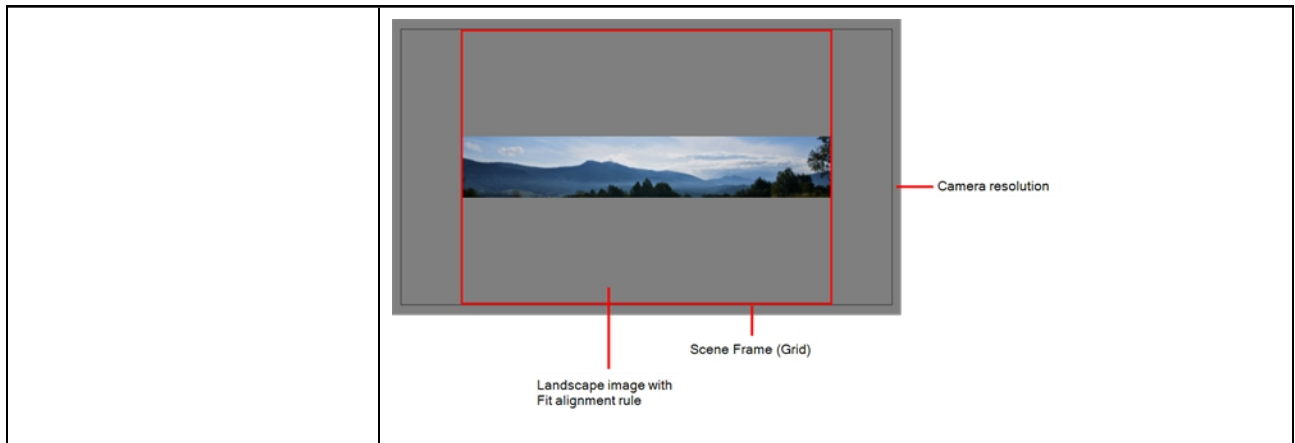 Camera resolution
Scene Frame (Grid)
Landscape image with
Fit alignment rule